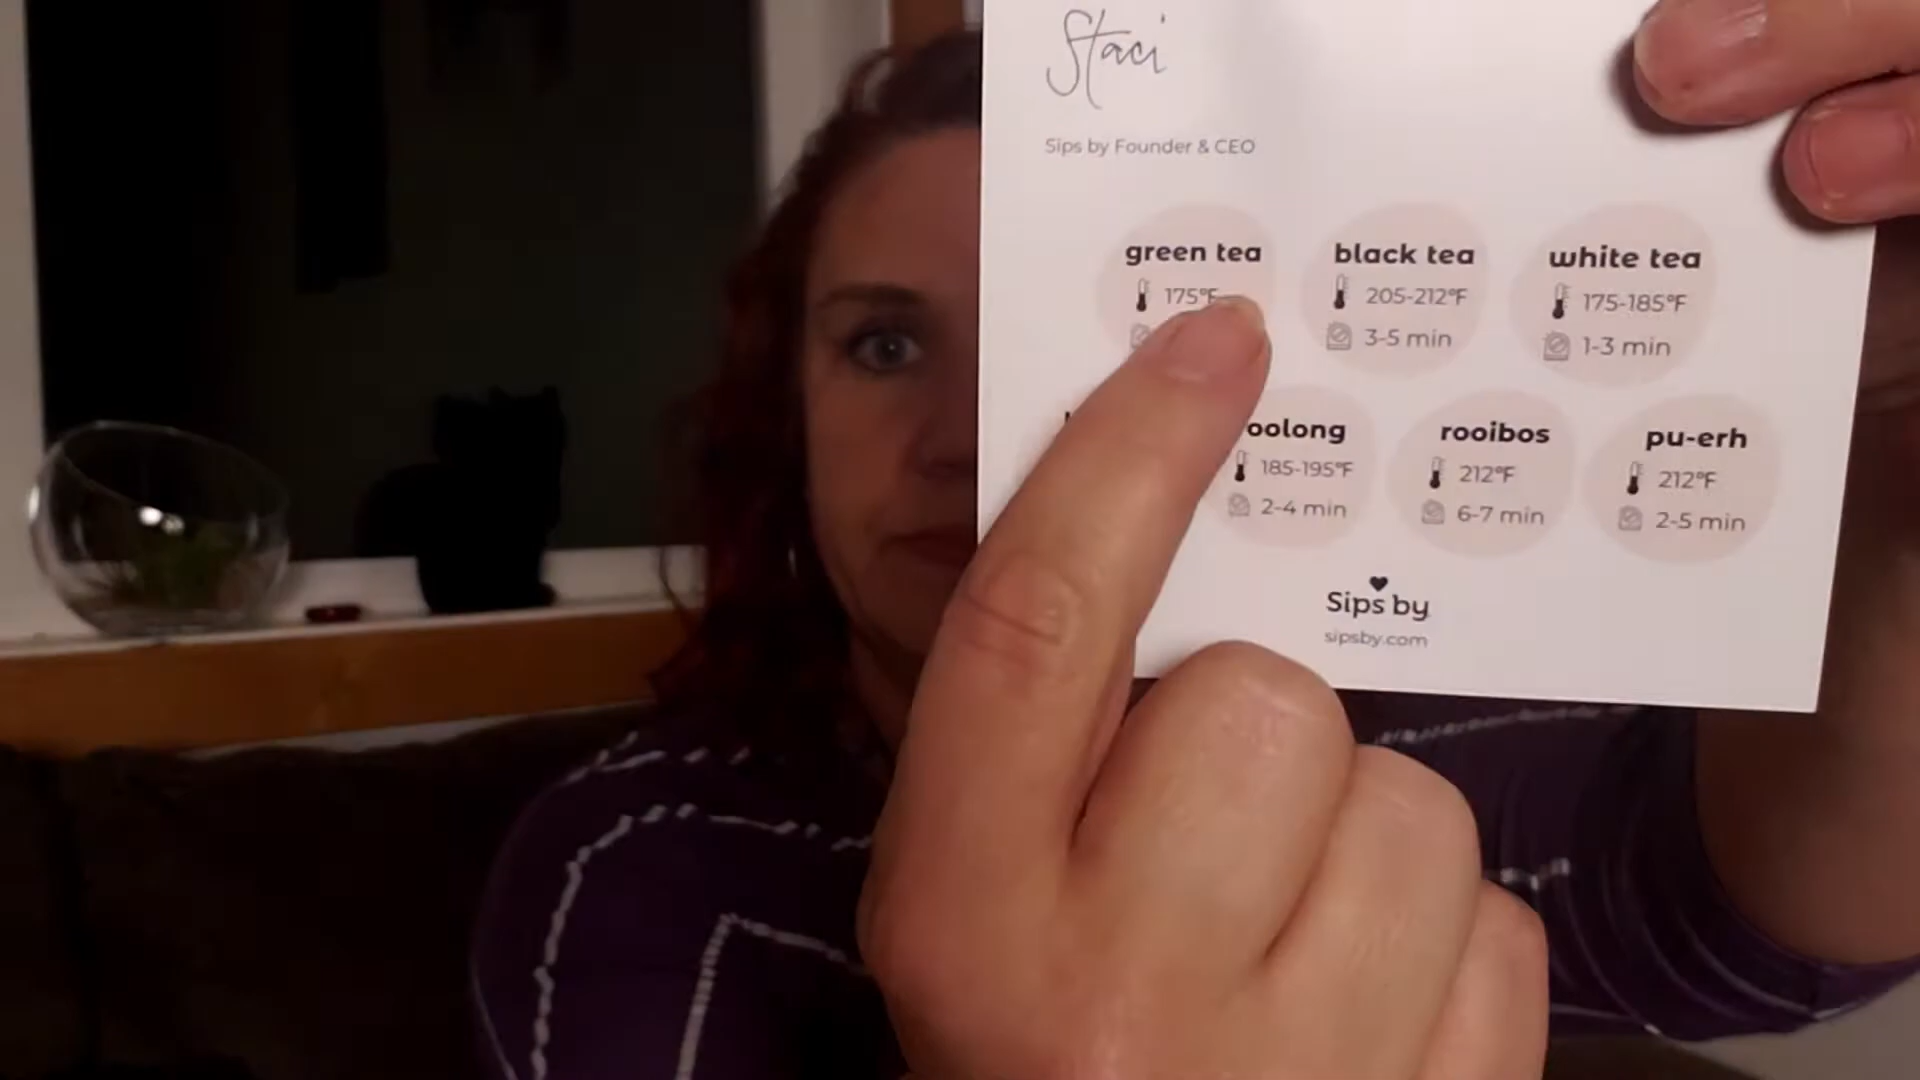 Staci
Sips by Founder & CEO
green tea
175°F
black tea
205-212°F
3-5 min
white tea
175-185°F
1-3 min
oolong
185-195°F
2-4 min
rooibos
212°F
6-7 min
pu-erh
212°F
2-5 min
Sips by
sipsby.com